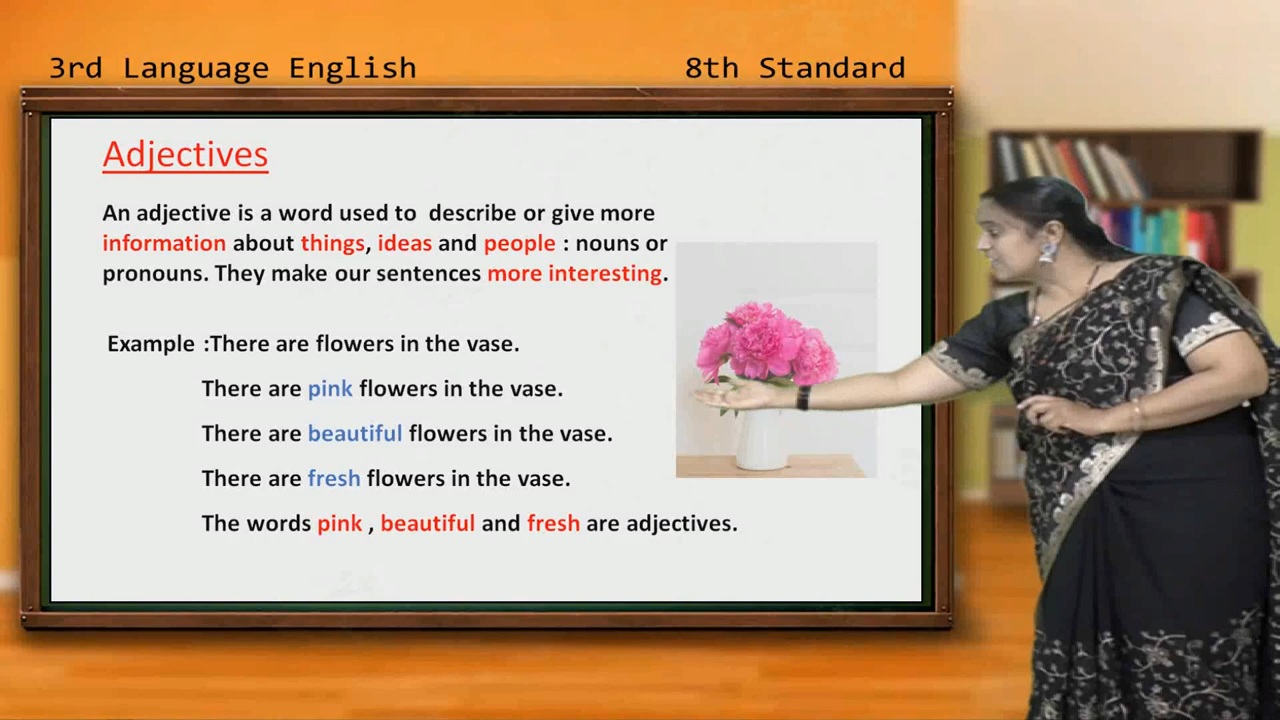 3rd Language English 8th Standard
Adjectives
An adjective is a word used to describe or give more
information about things, ideas and people : nouns or
pronouns. They make our sentences more interesting.
Example :There are flowers in the vase.
There are pink flowers in the vase.
There are beautiful flowers in the vase.
There are fresh flowers in the vase.
The words pink , beautiful and fresh are adjectives.